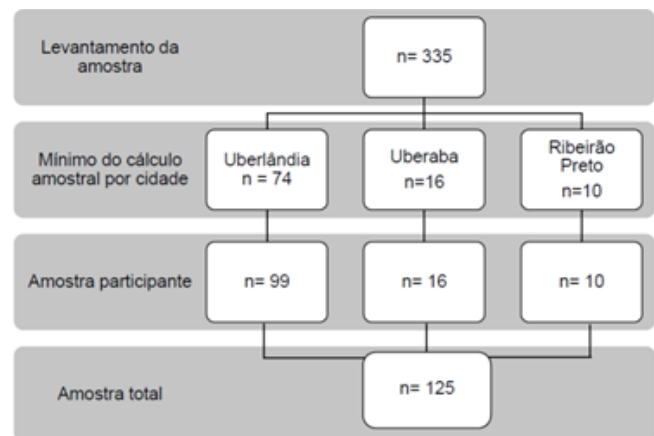 Levantamento da
amostra
n= 335
Mínimo do cálculo
amostral por cidade
Uberlândia
n = 74
Uberaba
n=16
Ribeirão
Preto
n=10
Amostra participante
n= 99
n= 16
n= 10
Amostra total
n= 125